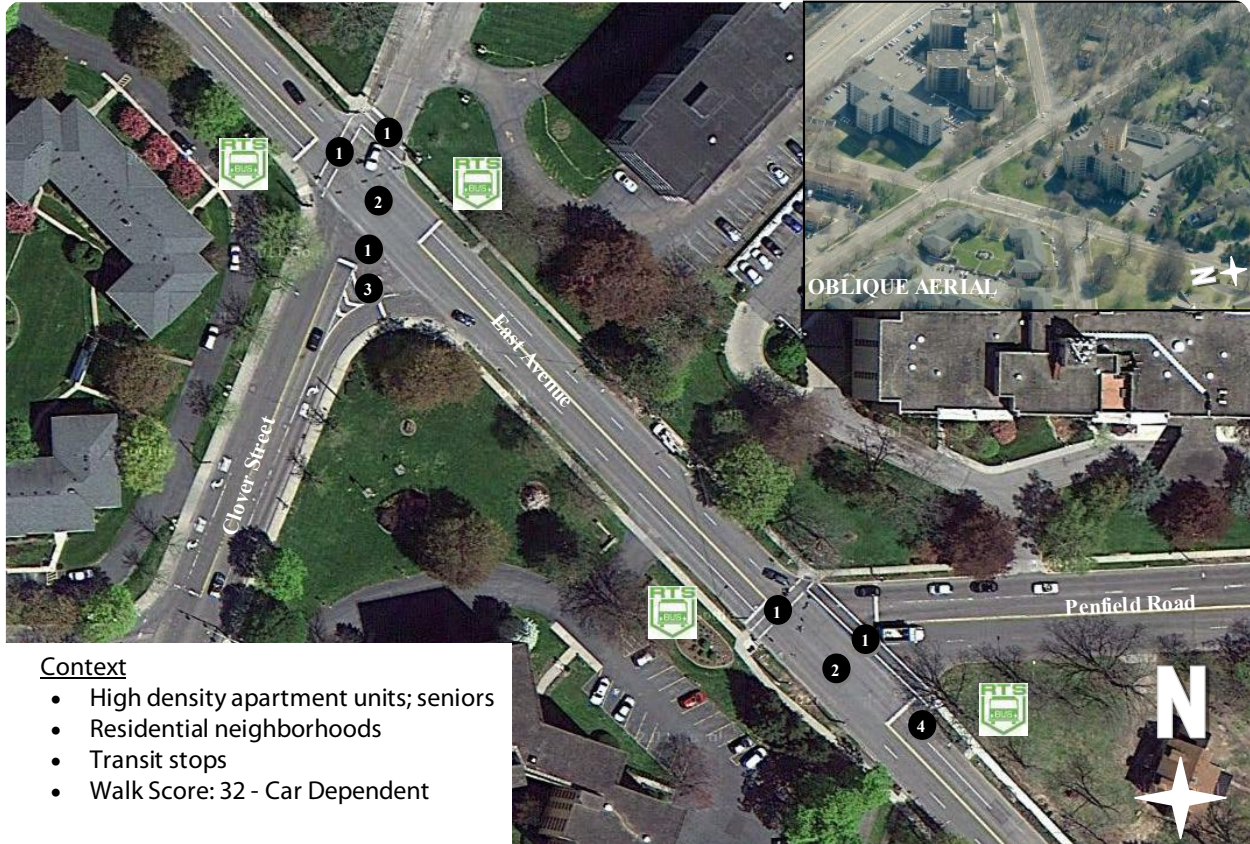 OBLIQUE AERIAL
N
RTS
BUS
RTS
BUS
1
1
2
1
3
East Avenue
Clover Street
RTS
BUS
1
1
2
4
Penfield Road
RTS
BUS
N
Context
• High density apartment units; seniors
• Residential neighborhoods
• Transit stops
• Walk Score: 32 - Car Dependent